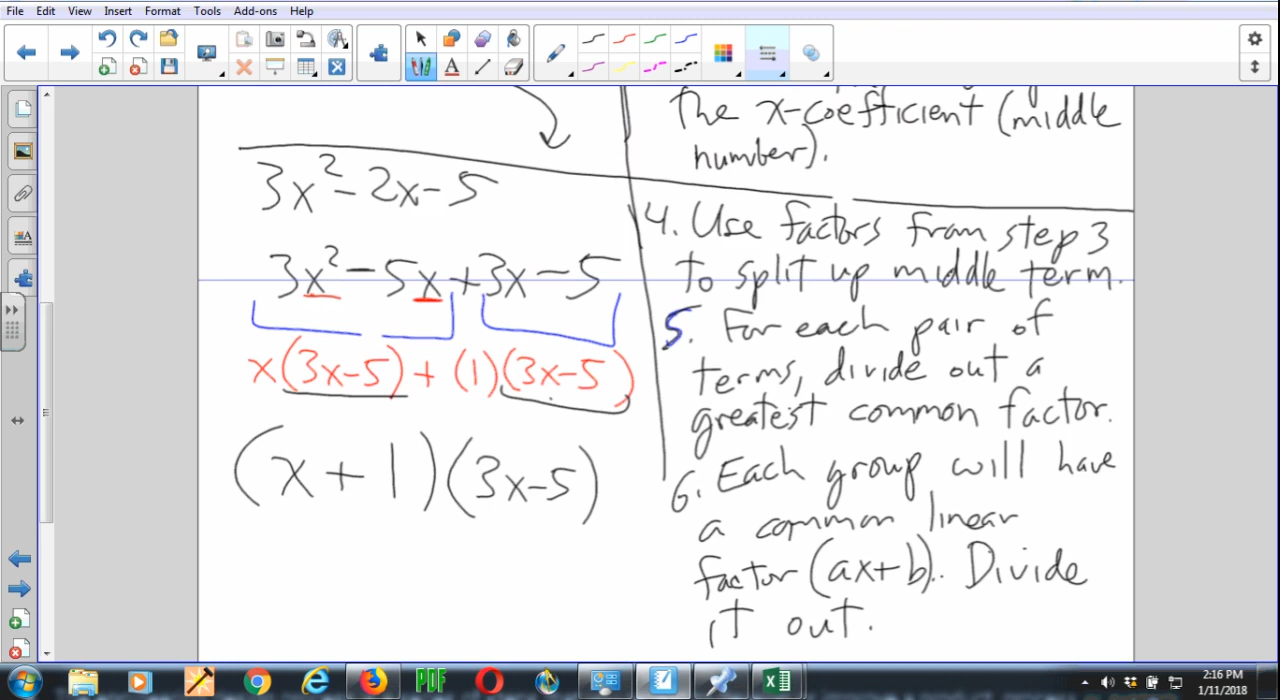 File Edit View Insert Format Tools Add-ons Help
the x-coefficient (middle
number).
3x² - 2x - 5
3x² - 5x + 3x - 5
x(3x-5) + (1)(3x-5)
(x + 1)(3x-5)
4. Use factors from step 3
to split up middle term.
5. For each pair of
terms, divide out a
greatest common factor.
6. Each group will have
a common linear
factor (ax+b). Divide
it out.
PDF
2:16 PM
1/11/2018